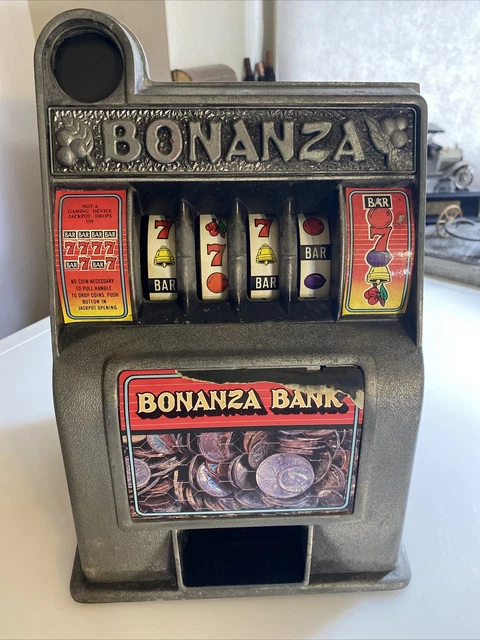 BONANZA
NOT A
GAMING DEVICE
JACKPOT DROPS
ON
BAR BAR BAR BAR
7 7 7 7
BAR 7 BAR 7
NO COIN NECESSARY
TO PULL HANDLE.
TO DROP COINS, PUSH
BUTTON IN
JACKPOT OPENING
7 7
BAR
7
BAR 7 BAR
BAR
7
BONANZA BANK